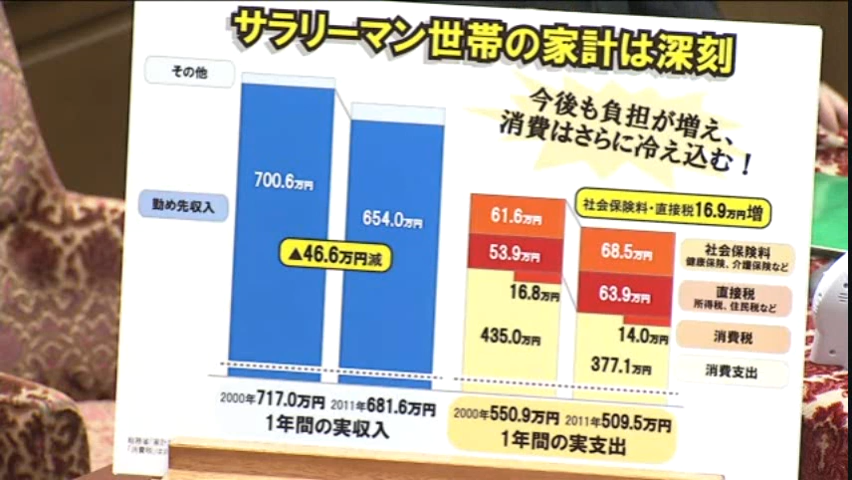 サラリーマン世帯の家計は深刻
今後も負担が増え、
消費はさらに冷え込む！
その他
勤め先収入
700.6万円
654.0万円
▲46.6万円減
社会保険料・直接税16.9万円増
61.6万円
53.9万円
16.8万円
435.0万円
68.5万円
63.9万円
14.0万円
377.1万円
社会保険料
健康保険、介護保険など
直接税
所得税、住民税など
消費税
消費支出
2000年717.0万円 2011年681.6万円
1年間の実収入
2000年550.9万円 2011年509.5万円
1年間の実支出